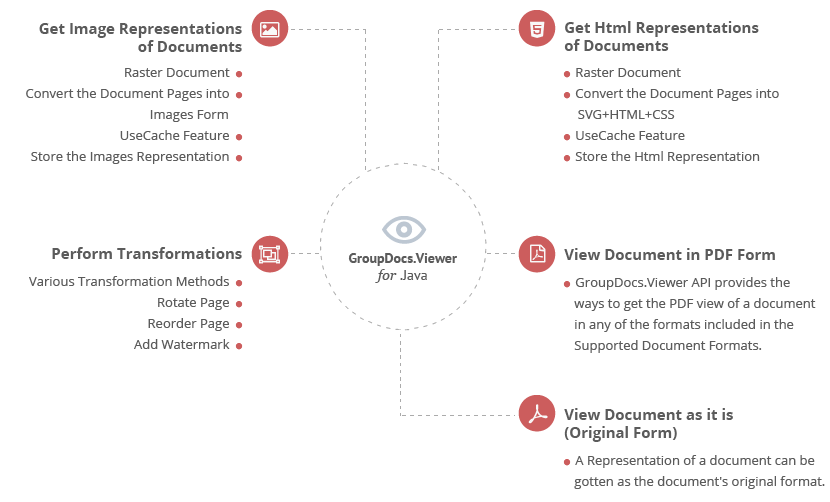 Get Image Representations
of Documents
Raster Document
Convert the Document Pages into
Images Form
UseCache Feature
Store the Images Representation
Get Html Representations
of Documents
Raster Document
Convert the Document Pages into
SVG+HTML+CSS
UseCache Feature
Store the Html Representation
GroupDocs.Viewer
for .Java
Perform Transformations
Various Transformation Methods
Rotate Page
Reorder Page
Add Watermark
View Document in PDF Form
GroupDocs.Viewer API provides the
ways to get the PDF view of a document
in any of the formats included in the
Supported Document Formats.
View Document as it is
(Original Form)
A Representation of a document can be
gotten as the document's original format.